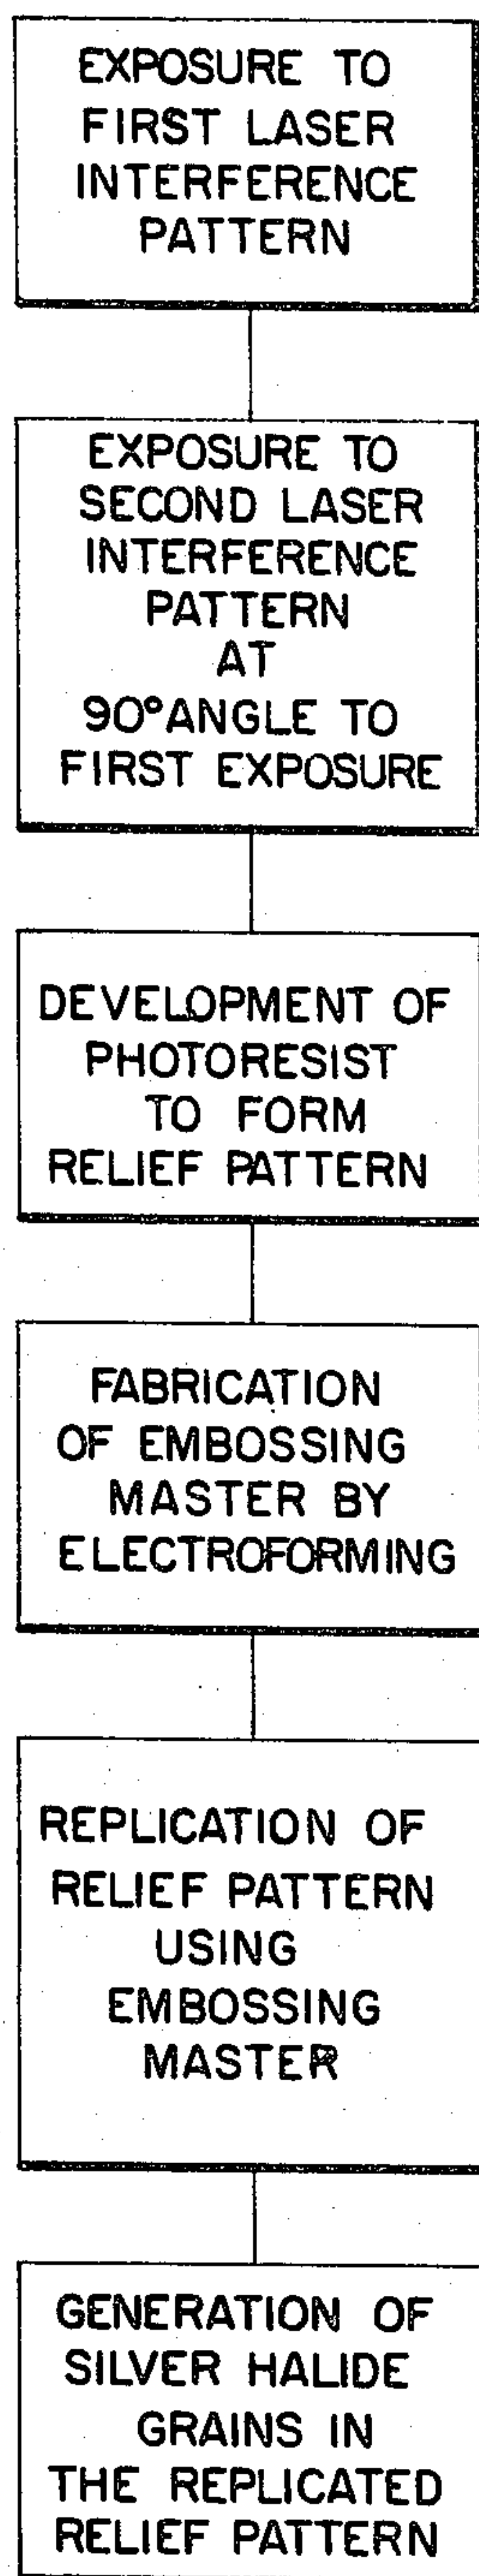 EXPOSURE TO
FIRST LASER
INTERFERENCE
PATTERN
EXPOSURE TO
SECOND LASER
INTERFERENCE
PATTERN
AT
90° ANGLE TO
FIRST EXPOSURE
DEVELOPMENT OF
PHOTORESIST
TO FORM
RELIEF PATTERN
FABRICATION
OF EMBOSSING
MASTER BY
ELECTROFORMING
REPLICATION OF
RELIEF PATTERN
USING
EMBOSSING
MASTER
GENERATION OF
SILVER HALIDE
GRAINS IN
THE REPLICATED
RELIEF PATTERN